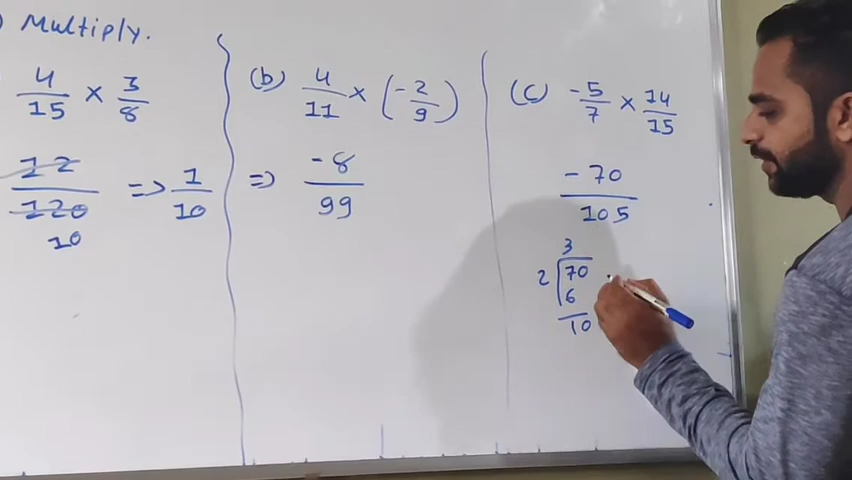 ) Multiply.
4/15 × 3/8
12/120 => 1/10
10
(b) 4/11 × (-2/9)
=> -8/99
(c) -5/7 × 14/15
-70/105
3
2 70
6
10